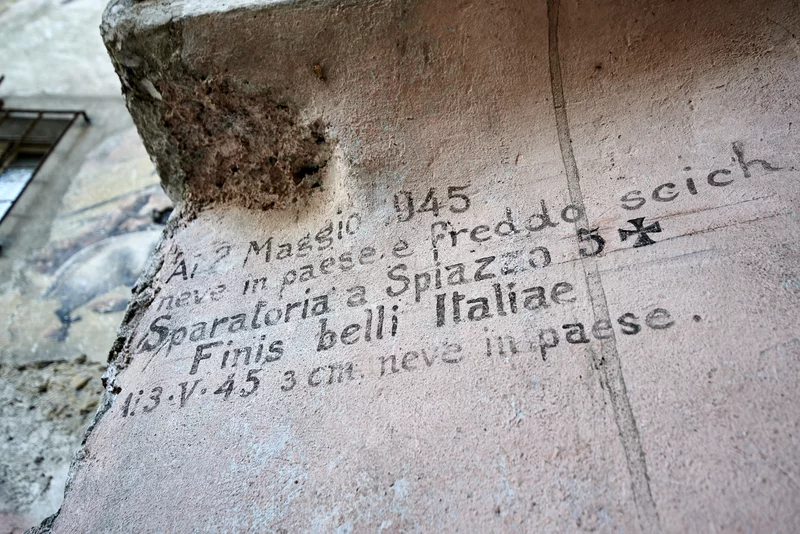 Ai 2 Maggio 945
neve in paese e freddo scich
Sparatoria a Spiazzo 5 ✠
Finis belli Italiae
Ai 3·V·45 3 cm. neve in paese.